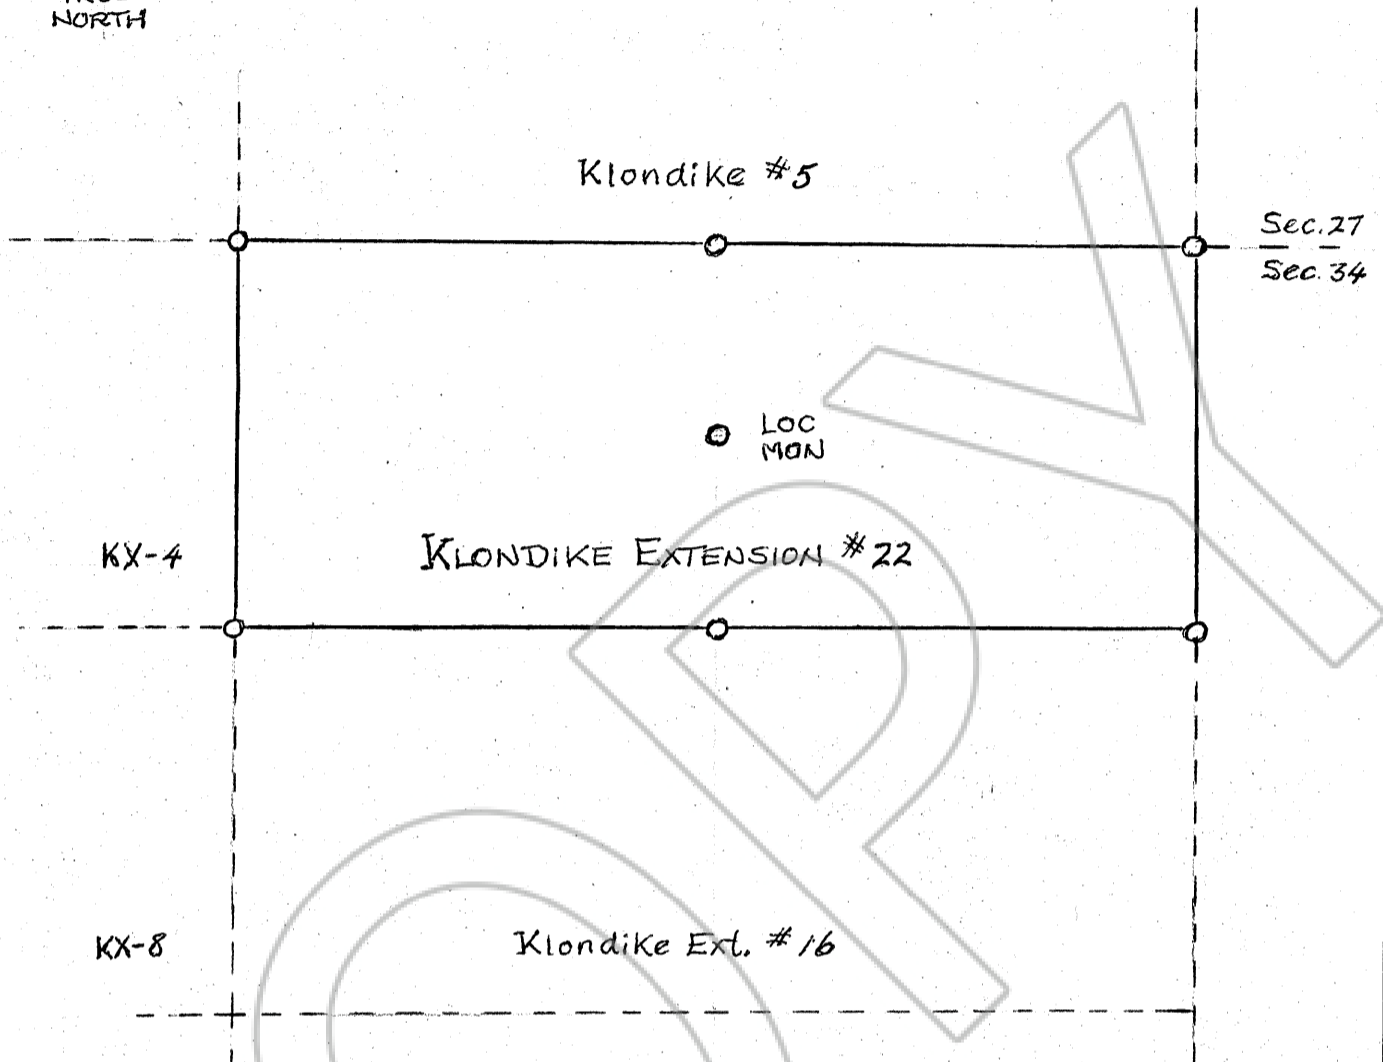 NORTH
Klondike #5
Sec. 27
Sec. 34
LOC
MON
KX-4
KLONDIKE EXTENSION #22
KX-8
Klondike Ext. #16
COPY